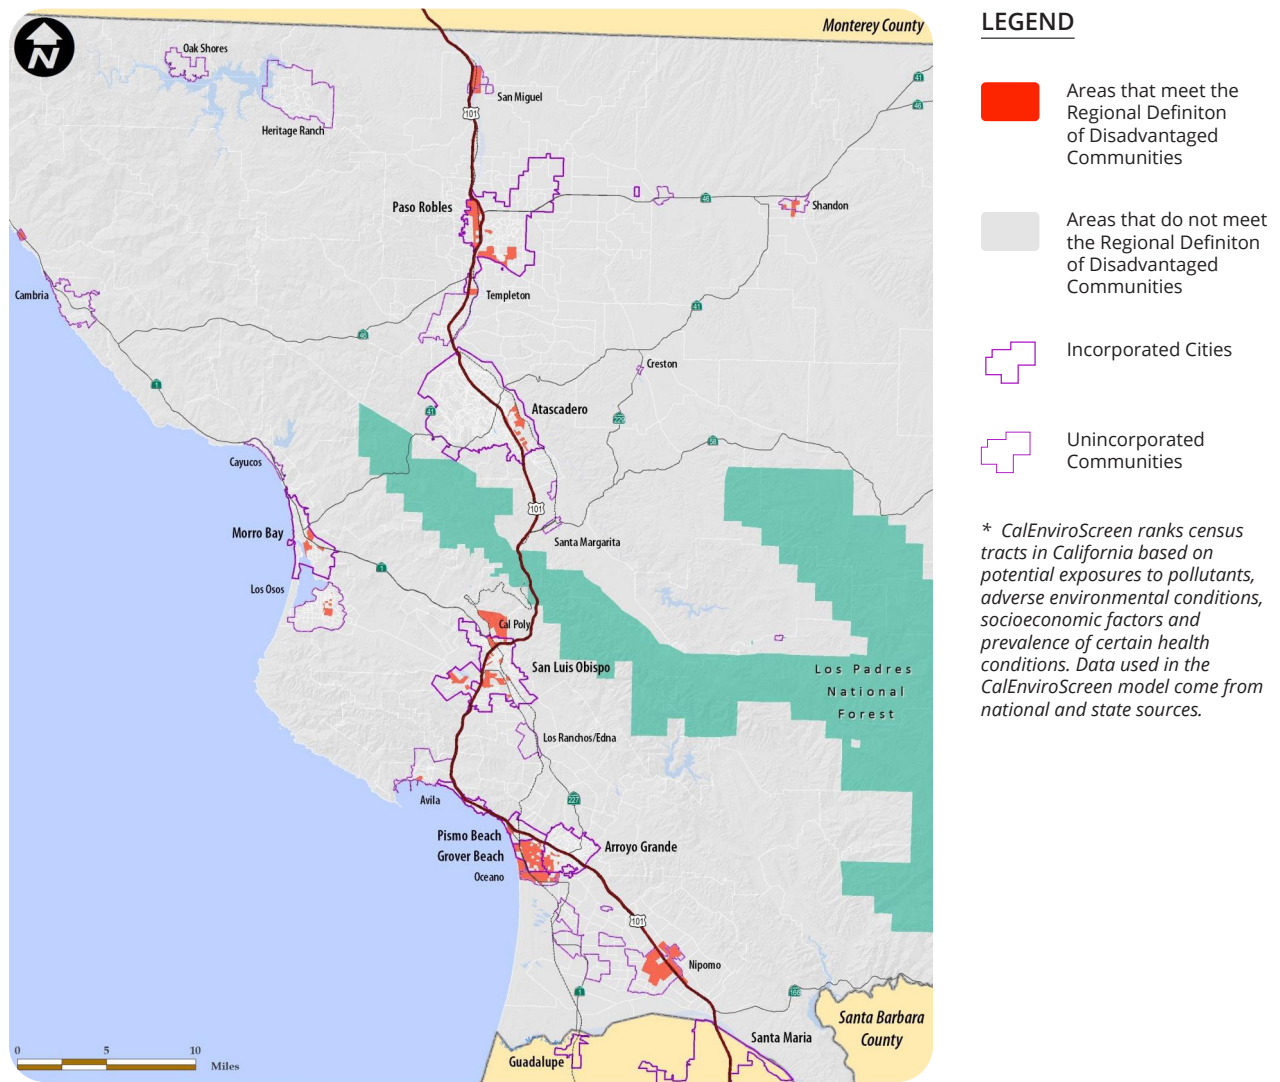 Monterey County
N
Oak Shores
Heritage Ranch
San Miguel
101
41
46
Paso Robles
46
Shandon
Cambria
Templeton
41
46
1
Creston
41
Atascadero
229
58
Cayucos
101
Morro Bay
Santa Margarita
1
Los Osos
Cal Poly
San Luis Obispo
Los Padres
National
Forest
Los Ranchos/Edna
Avila
227
Pismo Beach
Grover Beach
Arroyo Grande
Oceano
101
Nipomo
1
166
Santa Barbara
County
Santa Maria
Guadalupe
0 5 10
Miles
LEGEND
Areas that meet the
Regional Definiton
of Disadvantaged
Communities
Areas that do not meet
the Regional Definiton
of Disadvantaged
Communities
Incorporated Cities
Unincorporated
Communities
* CalEnviroScreen ranks census
tracts in California based on
potential exposures to pollutants,
adverse environmental conditions,
socioeconomic factors and
prevalence of certain health
conditions. Data used in the
CalEnviroScreen model come from
national and state sources.